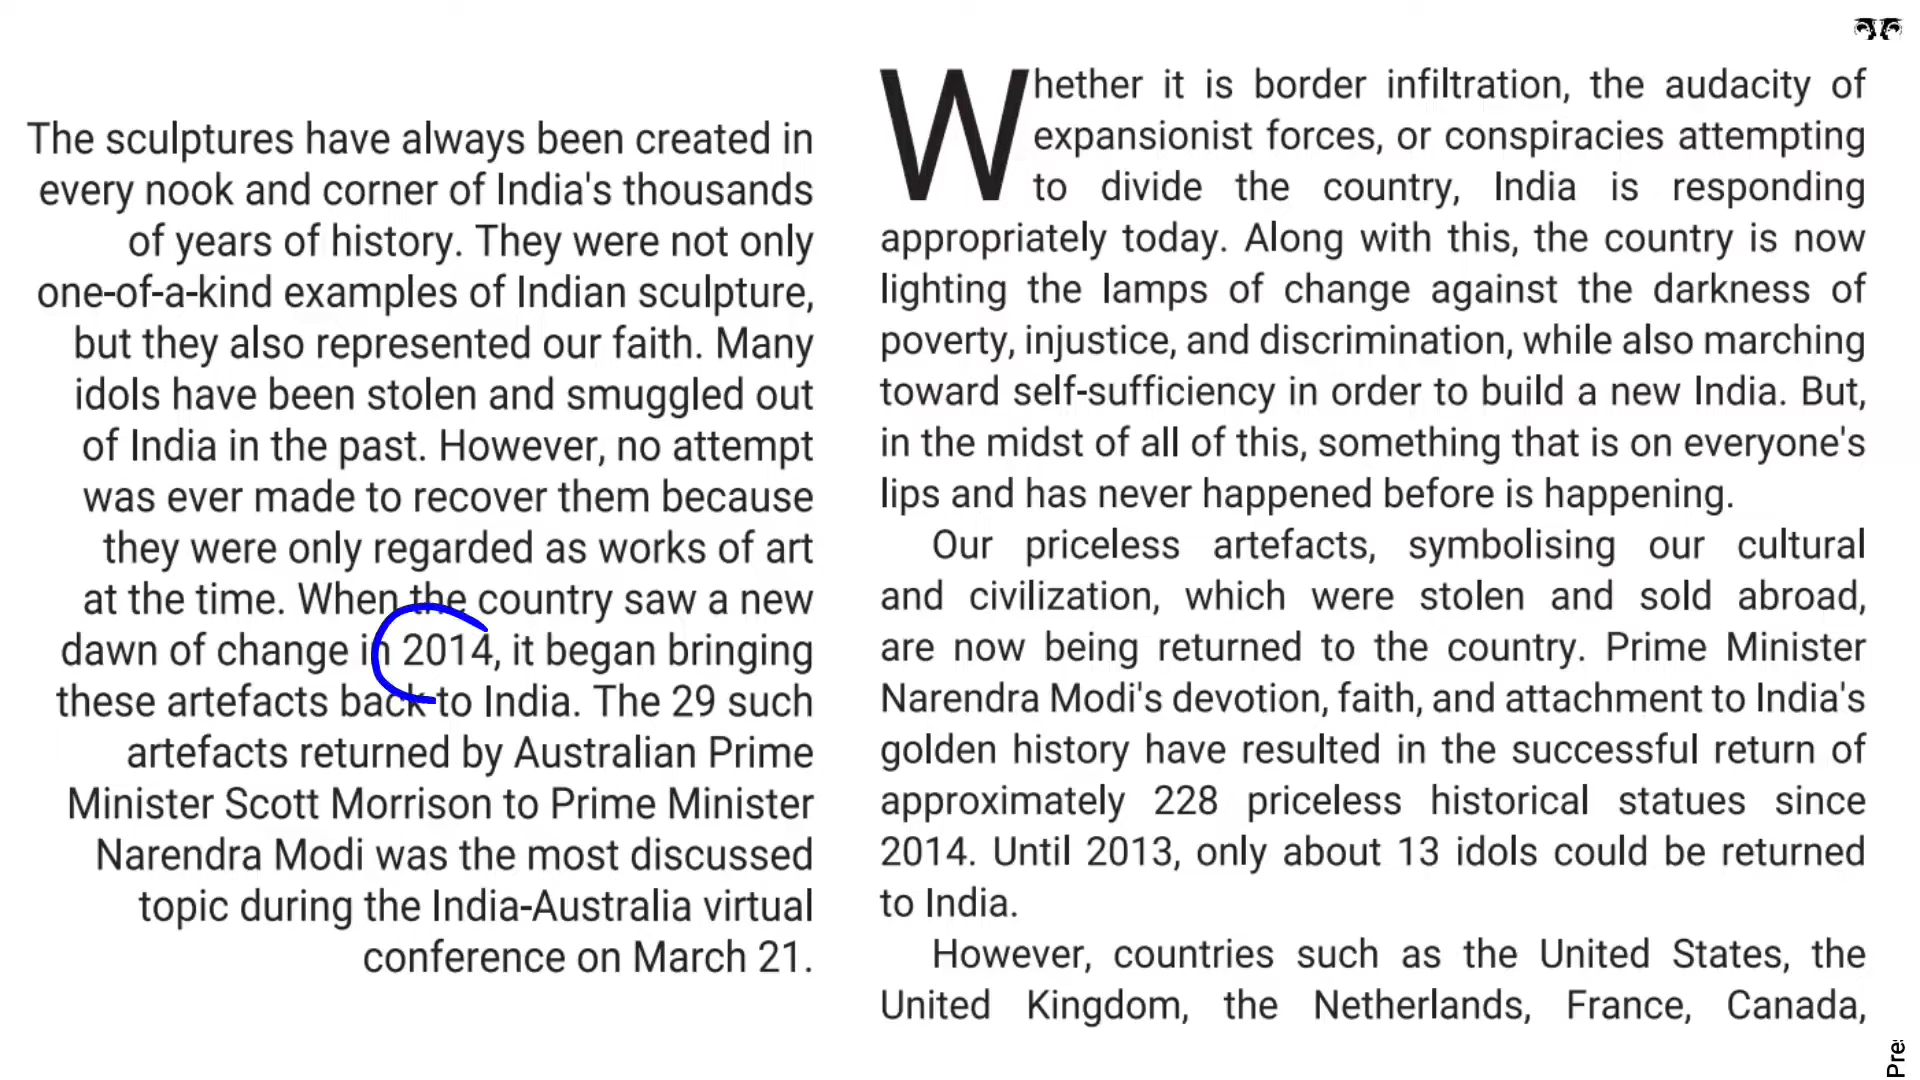 The sculptures have always been created in
every nook and corner of India's thousands
of years of history. They were not only
one-of-a-kind examples of Indian sculpture,
but they also represented our faith. Many
idols have been stolen and smuggled out
of India in the past. However, no attempt
was ever made to recover them because
they were only regarded as works of art
at the time. When the country saw a new
dawn of change in 2014, it began bringing
these artefacts back to India. The 29 such
artefacts returned by Australian Prime
Minister Scott Morrison to Prime Minister
Narendra Modi was the most discussed
topic during the India-Australia virtual
conference on March 21.
Whether it is border infiltration, the audacity of
expansionist forces, or conspiracies attempting
to divide the country, India is responding
appropriately today. Along with this, the country is now
lighting the lamps of change against the darkness of
poverty, injustice, and discrimination, while also marching
toward self-sufficiency in order to build a new India. But,
in the midst of all of this, something that is on everyone's
lips and has never happened before is happening.
Our priceless artefacts, symbolising our cultural
and civilization, which were stolen and sold abroad,
are now being returned to the country. Prime Minister
Narendra Modi's devotion, faith, and attachment to India's
golden history have resulted in the successful return of
approximately 228 priceless historical statues since
2014. Until 2013, only about 13 idols could be returned
to India.
However, countries such as the United States, the
United Kingdom, the Netherlands, France, Canada,
Pre